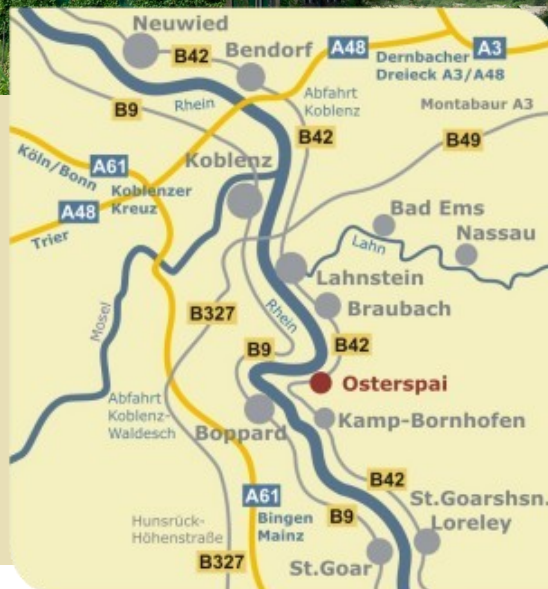 Neuwied
B42
Bendorf
A48
A3
Dernbacher
Dreieck A3/A48
Rhein
B9
Abfahrt
Koblenz
Montabaur A3
B42
B49
Köln/Bonn
A61
Koblenz
Koblenzer
Kreuz
A48
Trier
Bad Ems
Lahn
Nassau
Lahnstein
Mosel
B327
Rhein
Braubach
B9
B42
Osterspai
Abfahrt
Koblenz-
Waldesch
Boppard
Kamp-Bornhofen
B42
A61
Bingen
Mainz
B9
St.Goarshsn.
Loreley
Hunsrück-
Höhenstraße
B327
St.Goar